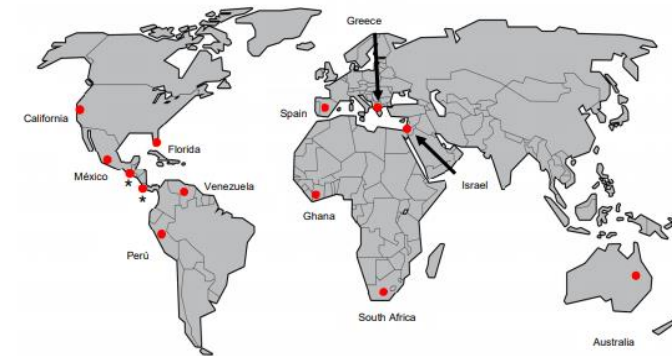 Greece
California
Spain
Florida
México
*
Venezuela
Israel
*
Ghana
Perú
South Africa
Australia